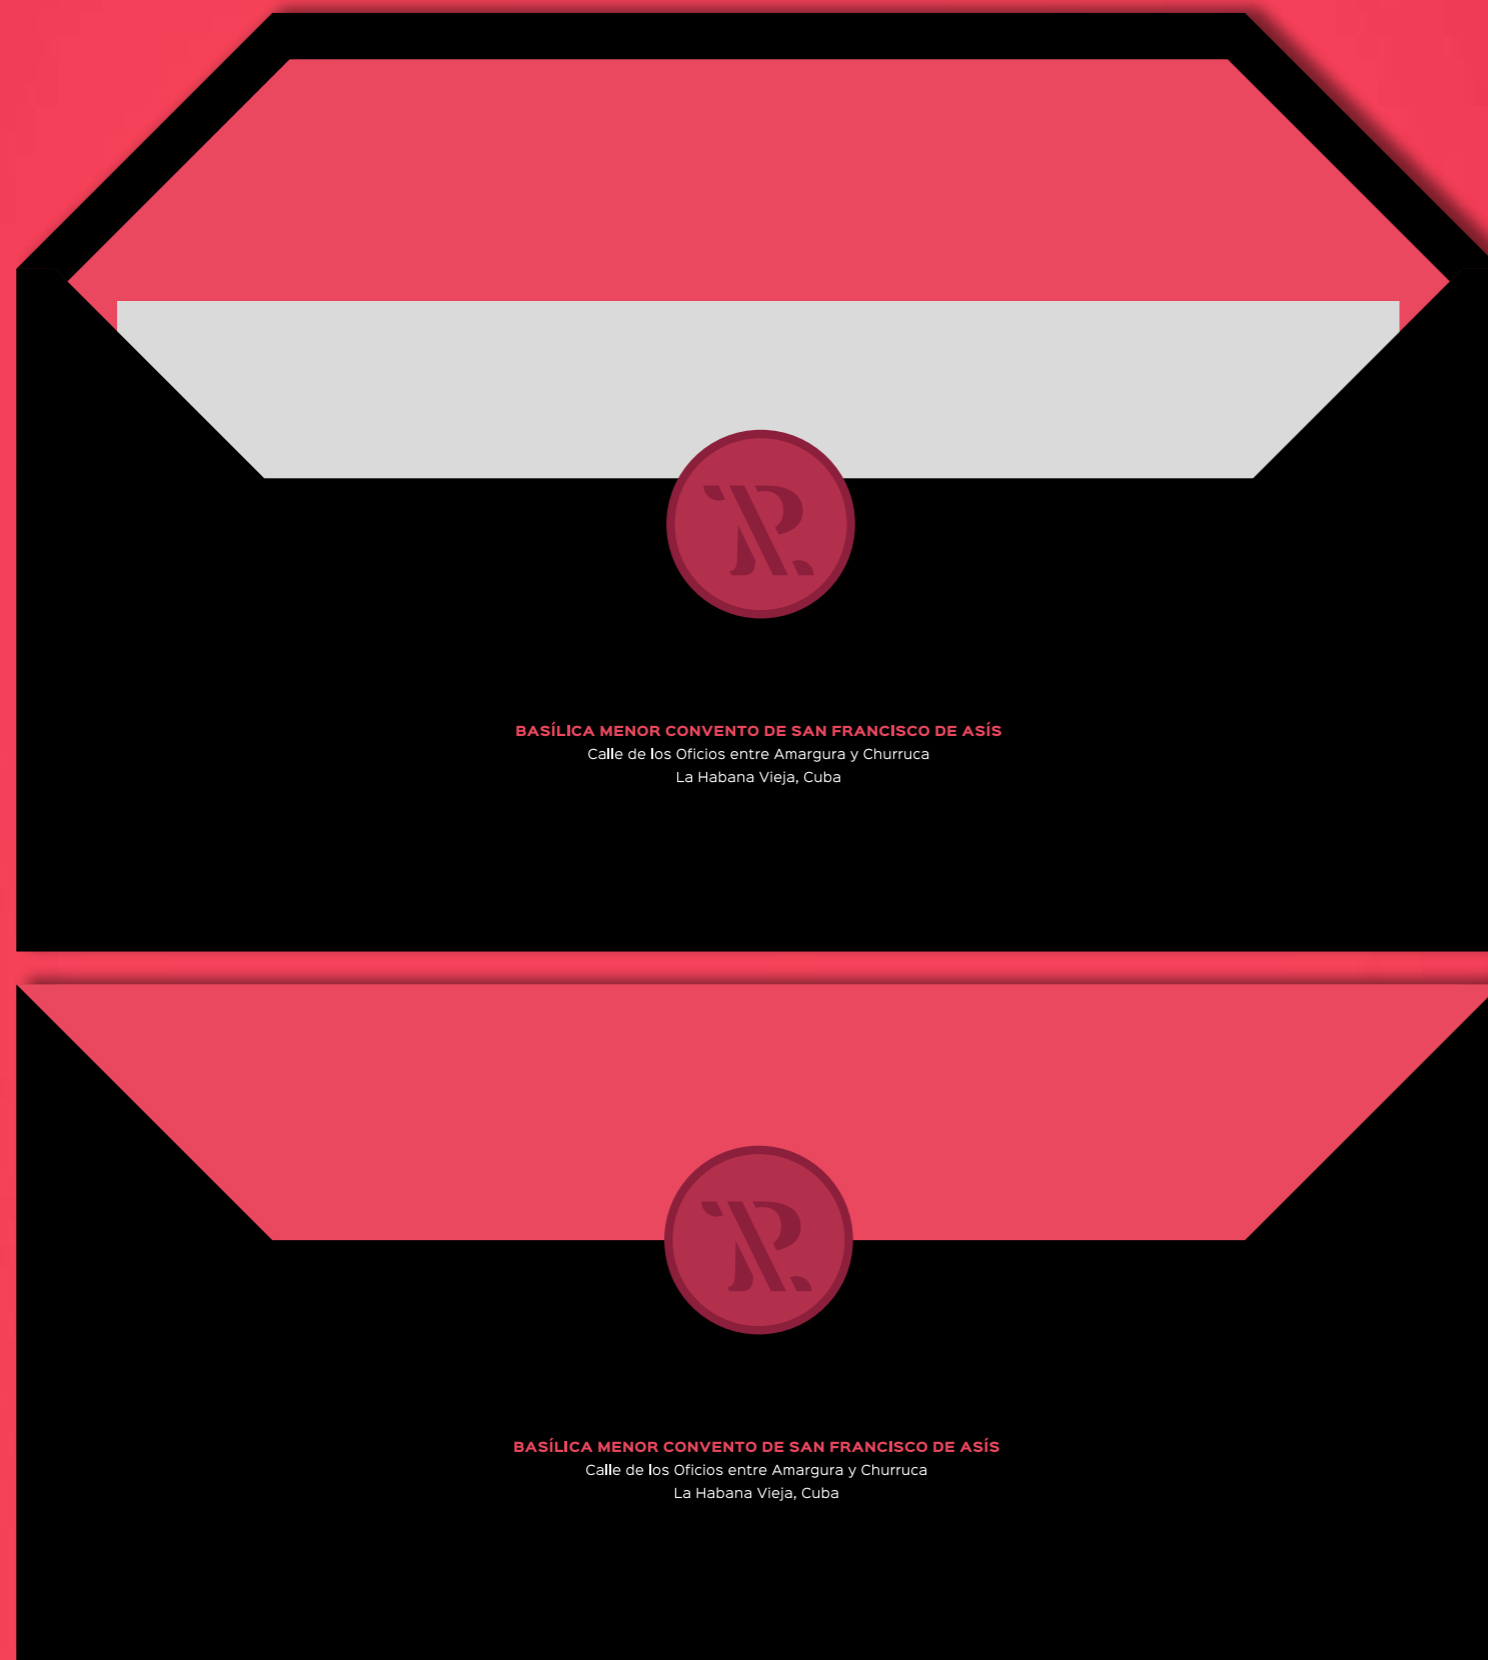 BASÍLICA MENOR CONVENTO DE SAN FRANCISCO DE ASÍS
Calle de los Oficios entre Amargura y Churruca
La Habana Vieja, Cuba
BASÍLICA MENOR CONVENTO DE SAN FRANCISCO DE ASÍS
Calle de los Oficios entre Amargura y Churruca
La Habana Vieja, Cuba